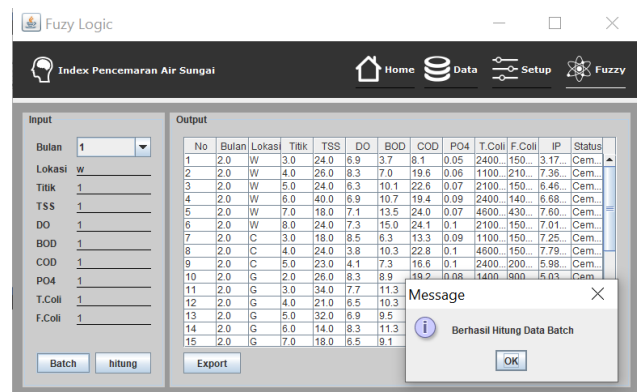 Fuzy Logic
Index Pencemaran Air Sungai
Home Data Setup Fuzzy
Input
Bulan 1
Lokasi w
Titik 1
TSS 1
DO 1
BOD 1
COD 1
PO4 1
T.Coli 1
F.Coli 1
Batch hitung
Output
No Bulan Lokasi Titik TSS DO BOD COD PO4 T.Coli F.Coli IP Status
1 2.0 W 3.0 24.0 6.9 3.7 8.1 0.05 2400... 150... 3.17... Cem...
2 2.0 W 4.0 26.0 8.3 7.0 19.6 0.06 1100... 210... 7.36... Cem...
3 2.0 W 5.0 24.0 6.3 10.1 22.6 0.07 2100... 150... 6.46... Cem...
4 2.0 W 6.0 40.0 6.9 10.7 19.4 0.09 2400... 140... 6.68... Cem...
5 2.0 W 7.0 18.0 7.1 13.5 24.0 0.07 4600... 430... 7.60... Cem...
6 2.0 W 8.0 24.0 7.3 15.0 24.1 0.1 2100... 150... 7.01... Cem...
7 2.0 C 3.0 18.0 8.5 6.3 13.3 0.09 1100... 150... 7.25... Cem...
8 2.0 C 4.0 24.0 3.8 10.3 22.8 0.1 4600... 150... 7.79... Cem...
9 2.0 C 5.0 23.0 4.1 7.3 16.6 0.1 2400... 200... 5.98... Cem...
10 2.0 G 2.0 26.0 8.3 8.9 19.2 0.08 1400... 900... 5.03... Cem...
11 2.0 G 3.0 34.0 7.7 11.3
12 2.0 G 4.0 21.0 6.5 10.3
13 2.0 G 5.0 32.0 6.9 9.5
14 2.0 G 6.0 14.0 8.3 11.3
15 2.0 G 7.0 18.0 6.5 9.1
Export
Message
Berhasil Hitung Data Batch
OK